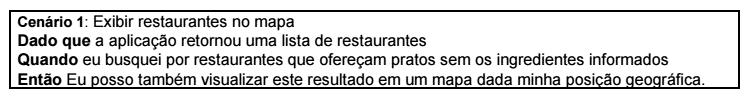 Cenário 1: Exibir restaurantes no mapa
Dado que a aplicação retornou uma lista de restaurantes
Quando eu busquei por restaurantes que ofereçam pratos sem os ingredientes informados
Então Eu posso também visualizar este resultado em um mapa dada minha posição geográfica.